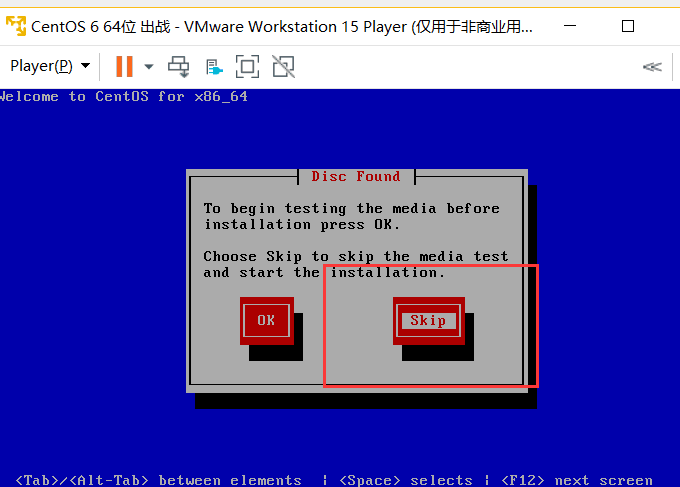 CentOS 6 64位 出战 - VMware Workstation 15 Player (仅用于非商业用...
Player(P)
Welcome to CentOS for x86_64
Disc Found
To begin testing the media before
installation press OK.
Choose Skip to skip the media test
and start the installation.
OK Skip
<Tab>/<Alt-Tab> between elements | <Space> selects | <F12> next screen